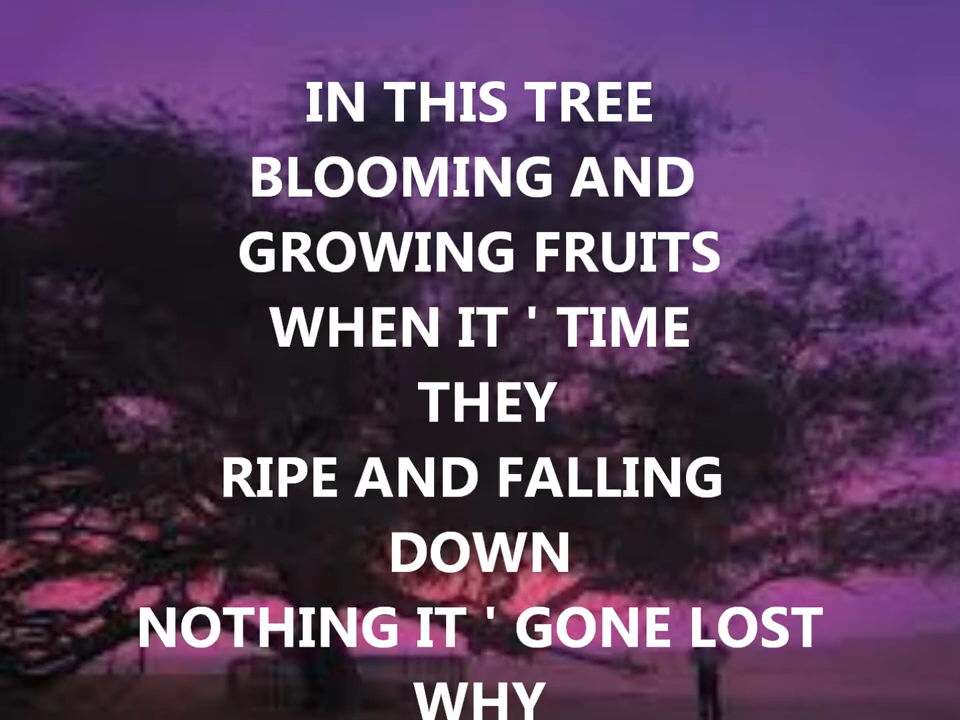 IN THIS TREE
BLOOMING AND
GROWING FRUITS
WHEN IT ' TIME
THEY
RIPE AND FALLING
DOWN
NOTHING IT ' GONE LOST
WHY